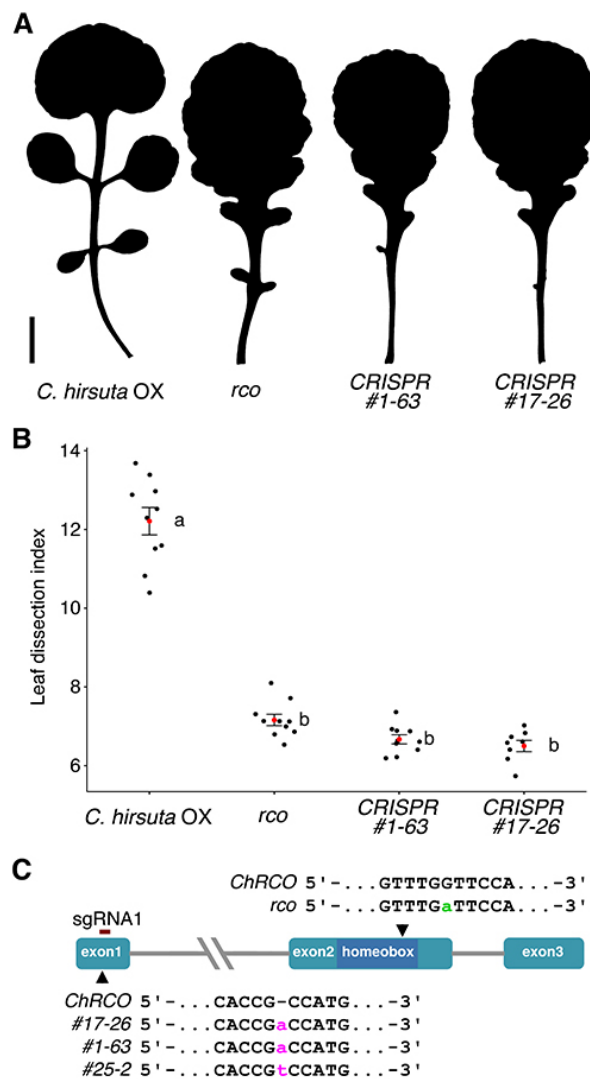 A
C. hirsuta OX
rco
CRISPR
#1-63
CRISPR
#17-26
B
Leaf dissection index
14
12
10
8
6
a
b
b
b
C. hirsuta OX
rco
CRISPR
#1-63
CRISPR
#17-26
C
ChRCO 5'-...GTTTGGTTCCA...-3'
rco 5'-...GTTTGaTTCCA...-3'
sgRNA1
exon1
exon2 homeobox
exon3
ChRCO 5'-...CACCG-CCATG...-3'
#17-26 5'-...CACCGaCCATG...-3'
#1-63 5'-...CACCGaCCATG...-3'
#25-2 5'-...CACCGtCCATG...-3'